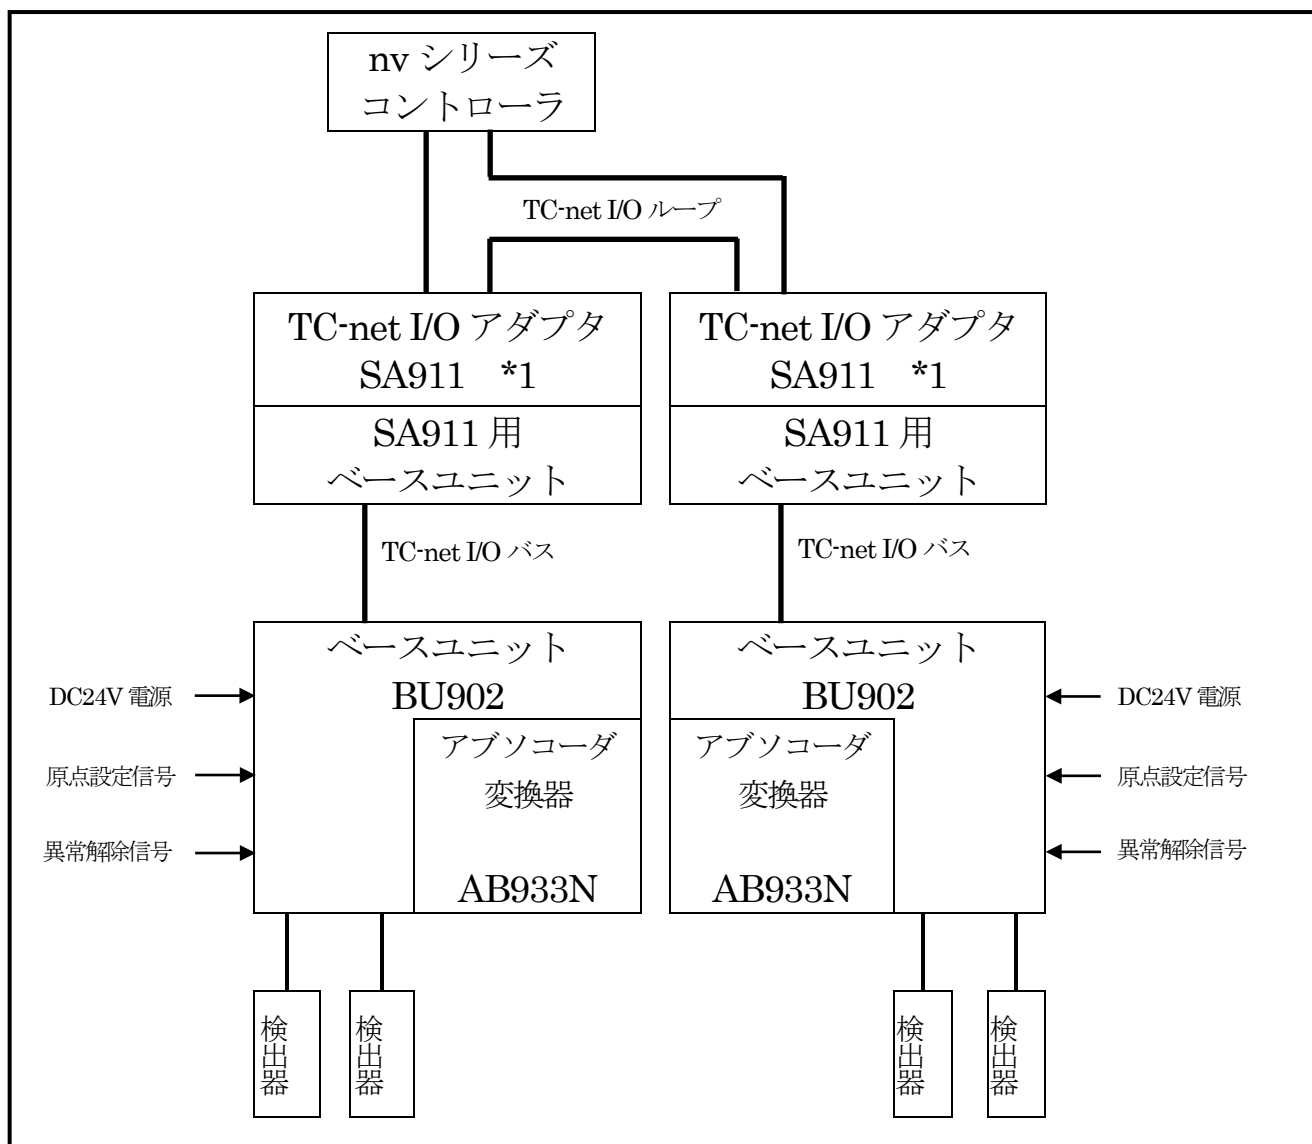 nv シリーズ
コントローラ
TC-net I/O ループ
TC-net I/O アダプタ
SA911 *1
SA911 用
ベースユニット
TC-net I/O アダプタ
SA911 *1
SA911 用
ベースユニット
TC-net I/O バス
TC-net I/O バス
ベースユニット
BU902
アブソコーダ
変換器
AB933N
ベースユニット
BU902
アブソコーダ
変換器
AB933N
DC24V 電源
原点設定信号
異常解除信号
DC24V 電源
原点設定信号
異常解除信号
検出器
検出器
検出器
検出器